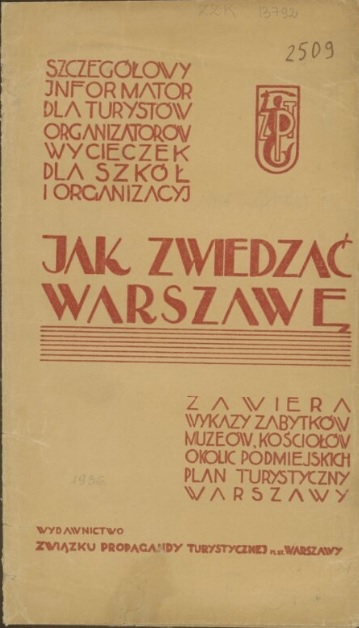 2509
SZCZEGÓŁOWY
INFORMATOR
DLA TURYSTÓW
ORGANIZATORÓW
WYCIECZEK
DLA SZKÓŁ
I ORGANIZACYJ
JAK ZWIEDZAĆ
WARSZAWĘ
ZAWIERA
WYKAZY ZABYTKÓW
MUZEÓW, KOŚCIOŁÓW
OKOLIC PODMIEJSKICH
PLAN TURYSTYCZNY
WARSZAWY
1936
WYDAWNICTWO
ZWIĄZKU PROPAGANDY TURYSTYCZNEJ M. ST. WARSZAWY